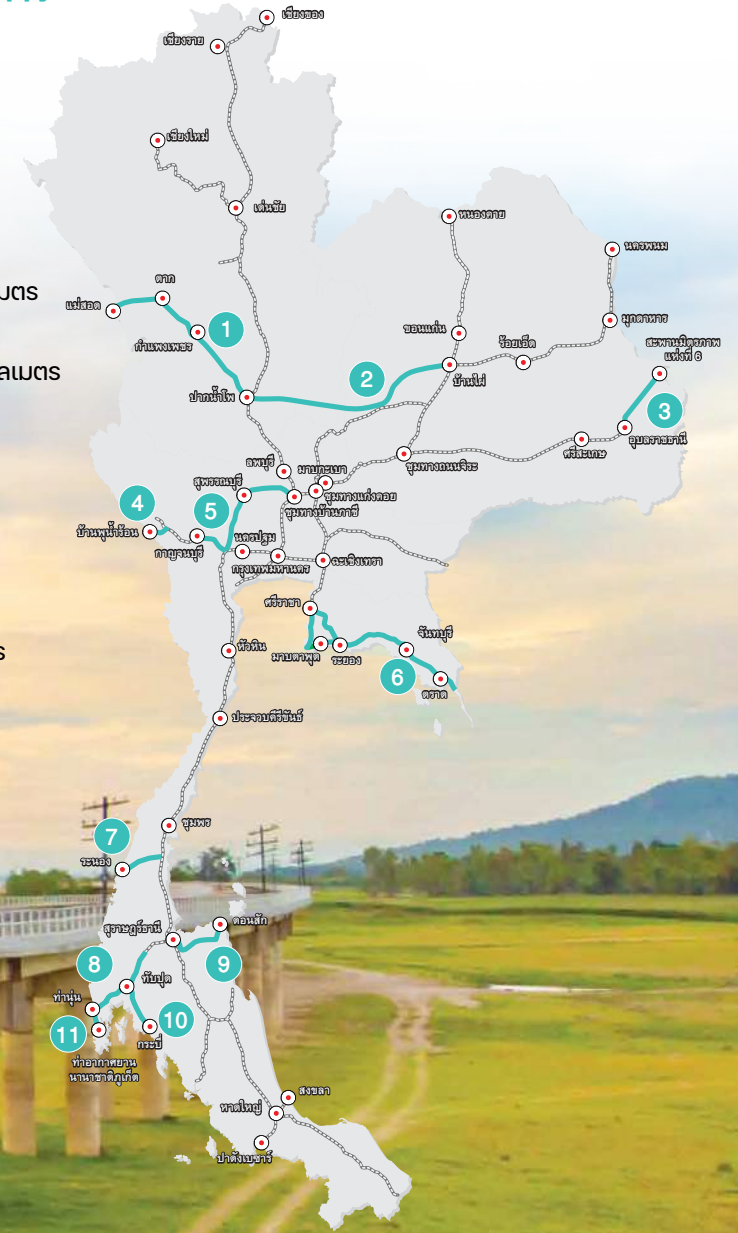 เชียงของ
เชียงราย
เชียงใหม่
เด่นชัย
หนองคาย
นครพนม
ตาก
แม่สอด
มุกดาหาร
1
กำแพงเพชร
ขอนแก่น
ร้อยเอ็ด
สะพานมิตรภาพ
แห่งที่ 6
2
บ้านไผ่
ปากน้ำโพ
3
อุบลราชธานี
ศรีสะเกษ
ชุมทางถนนจิระ
ลพบุรี
มาบกะเบา
สุพรรณบุรี
ชุมทางแก่งคอย
ชุมทางบ้านภาชี
4
5
บ้านพุน้ำร้อน
กาญจนบุรี
นครปฐม
กรุงเทพมหานคร
ฉะเชิงเทรา
ศรีราชา
จันทบุรี
มาบตาพุด
ระยอง
6
ตราด
หัวหิน
ประจวบคีรีขันธ์
ชุมพร
7
ระนอง
สุราษฎร์ธานี
ดอนสัก
8
9
ทับปุด
ท่านุ่น
10
11
กระบี่
ท่าอากาศยาน
นานาชาติภูเก็ต
สงขลา
หาดใหญ่
ปาดังเบซาร์